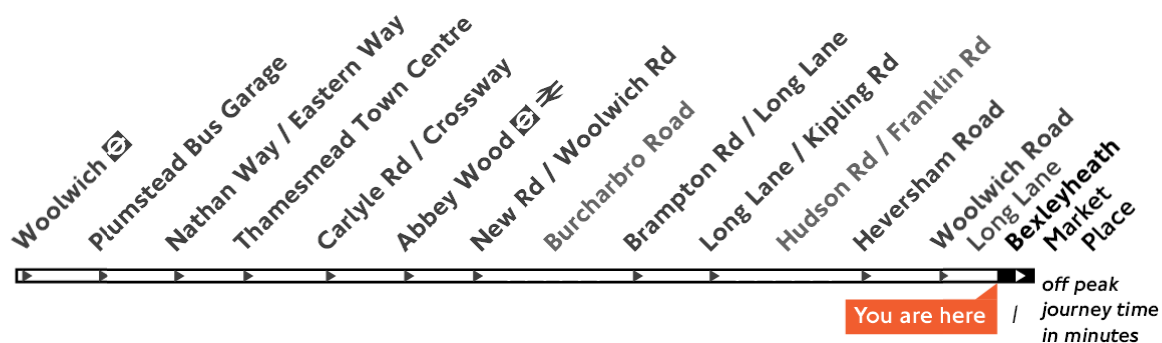 Woolwich
Plumstead Bus Garage
Nathan Way / Eastern Way
Thamesmead Town Centre
Carlyle Rd / Crossway
Abbey Wood
New Rd / Woolwich Rd
Burcharbro Road
Brampton Rd / Long Lane
Long Lane / Kipling Rd
Hudson Rd / Franklin Rd
Heversham Road
Woolwich Road
Long Lane
Bexleyheath
Market
Place
You are here
/
off peak
journey time
in minutes